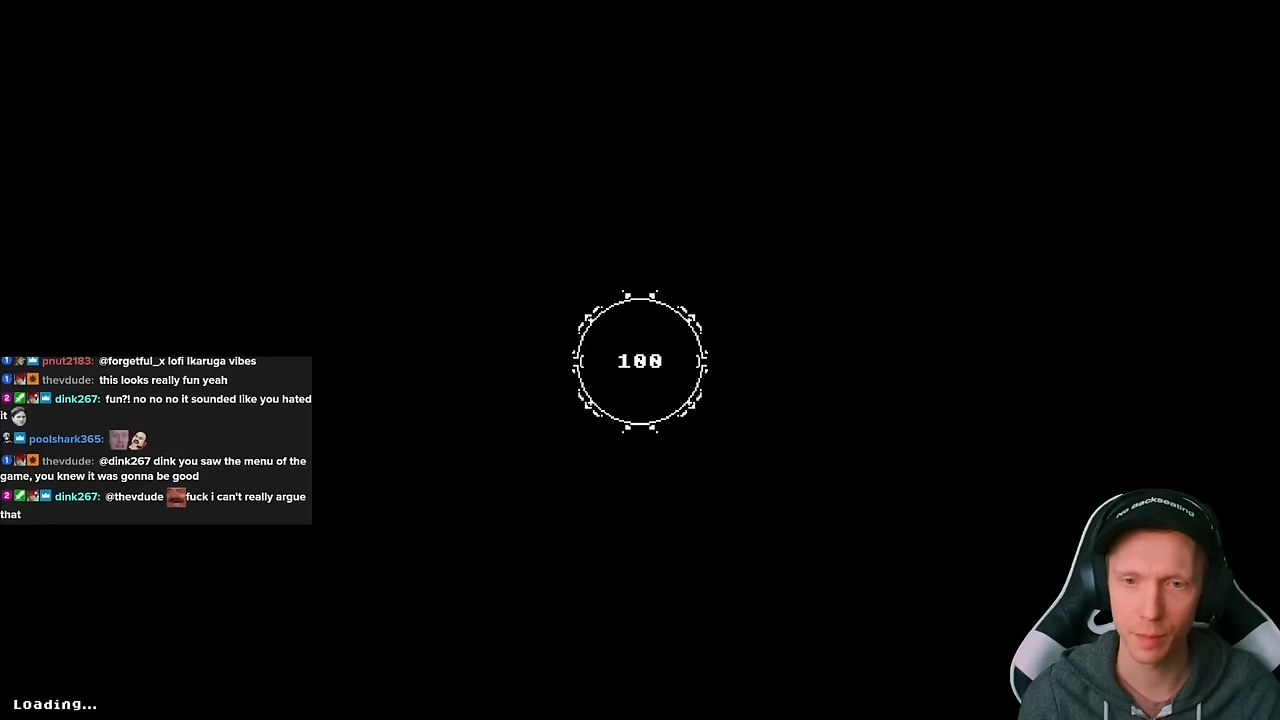 pnut2183: @forgetful_x lofi Ikaruga vibes
thevdude: this looks really fun yeah
dink267: fun?! no no no it sounded like you hated
it
poolshark365:
thevdude: @dink267 dink you saw the menu of the
game, you knew it was gonna be good
dink267: @thevdude fuck i can't really argue
that
100
No Backseating
Loading...